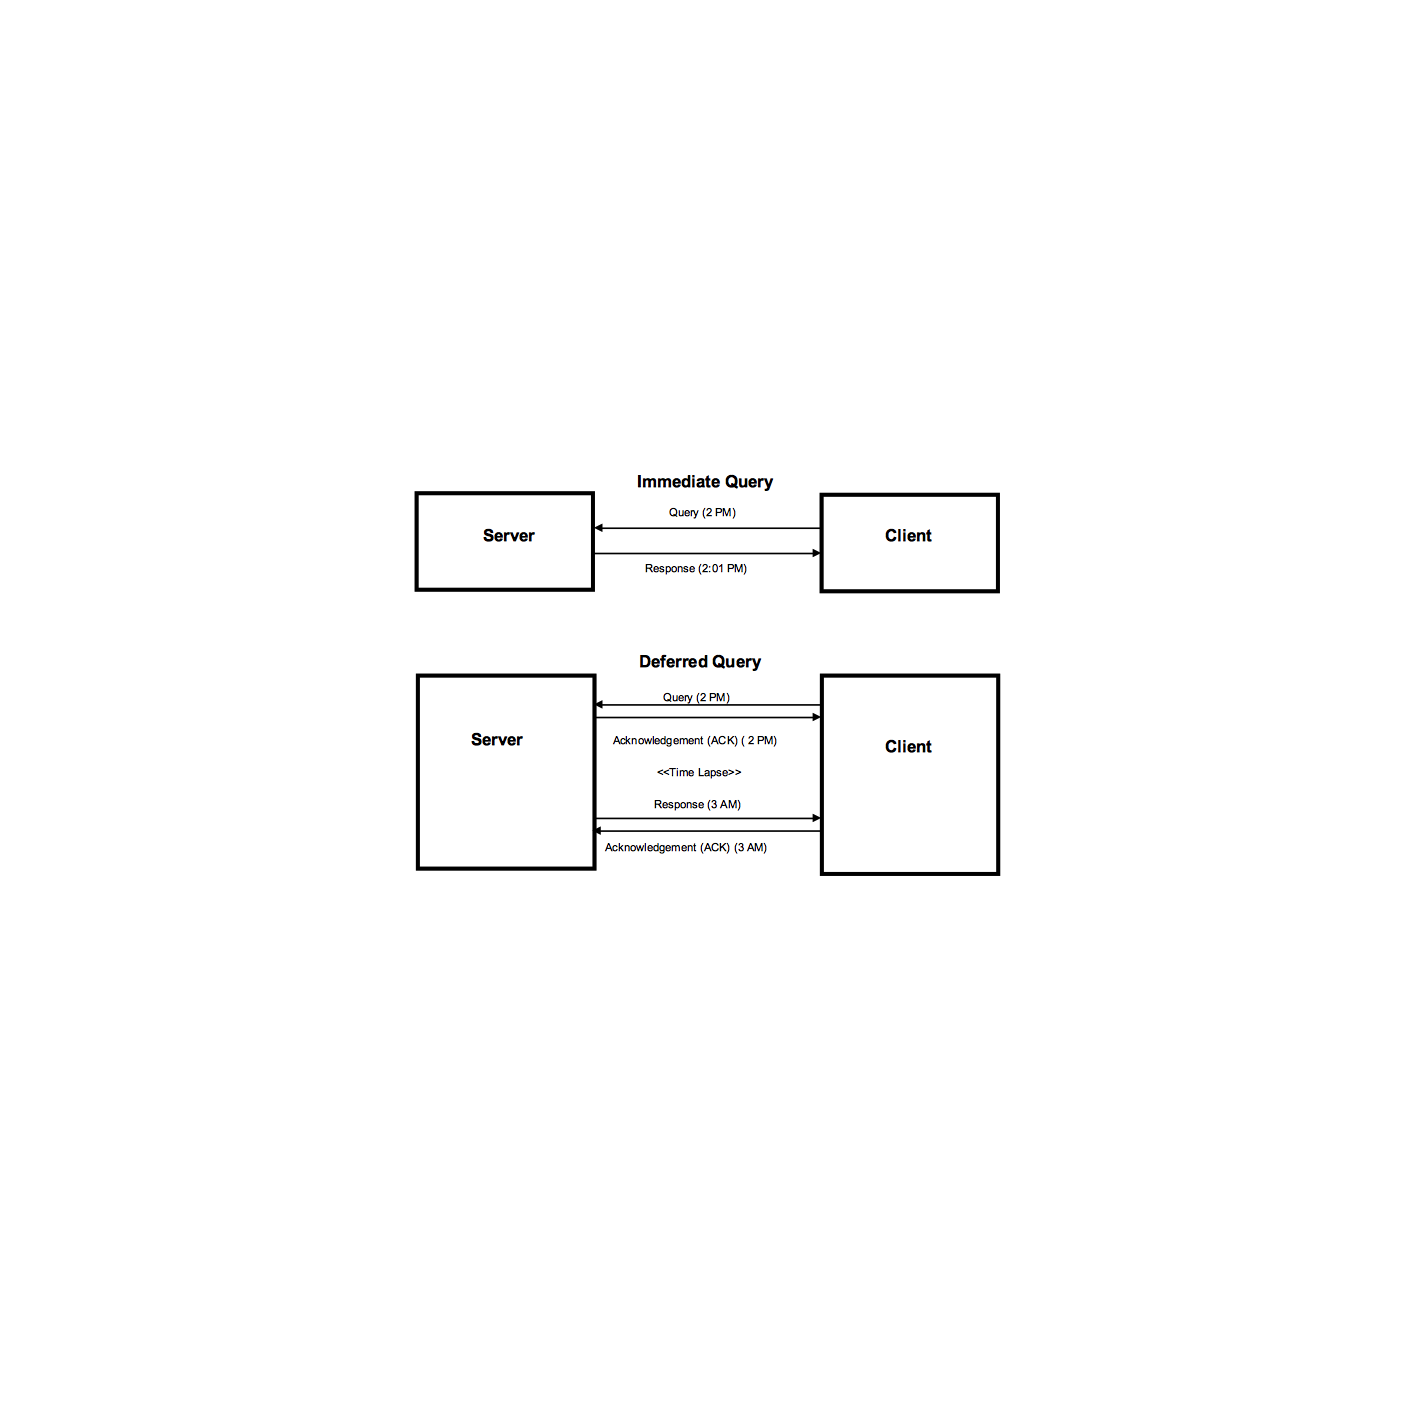 Immediate Query
Query (2 PM)
Server
Client
Response (2:01 PM)
Deferred Query
Query (2 PM)
Server
Acknowledgement (ACK) ( 2 PM)
Client
<<Time Lapse>>
Response (3 AM)
Acknowledgement (ACK) (3 AM)